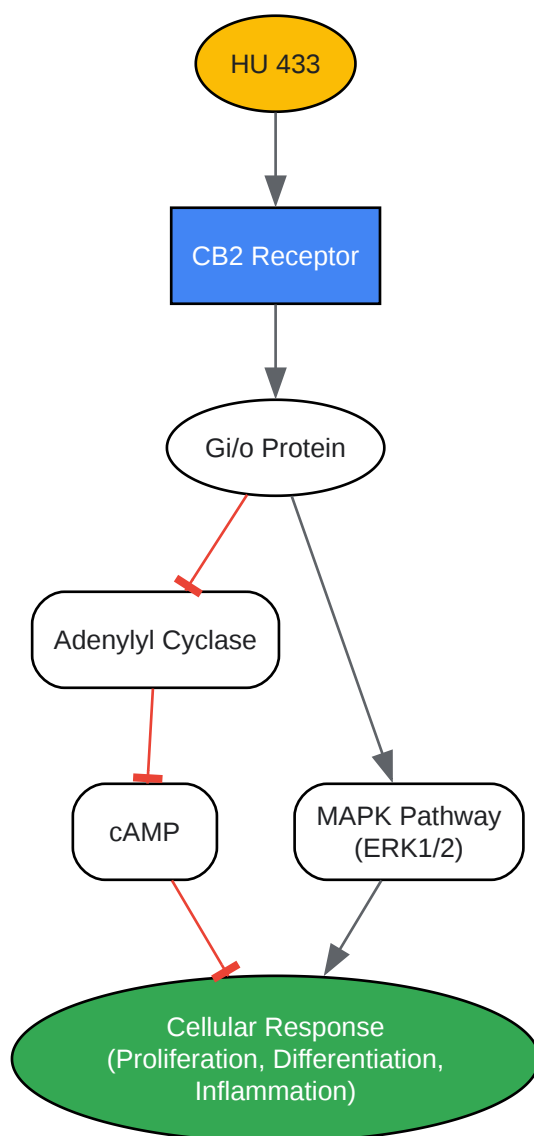 HU 433
CB2 Receptor
Gi/o Protein
Adenylyl Cyclase
cAMP
MAPK Pathway
(ERK1/2)
Cellular Response
(Proliferation, Differentiation,
Inflammation)